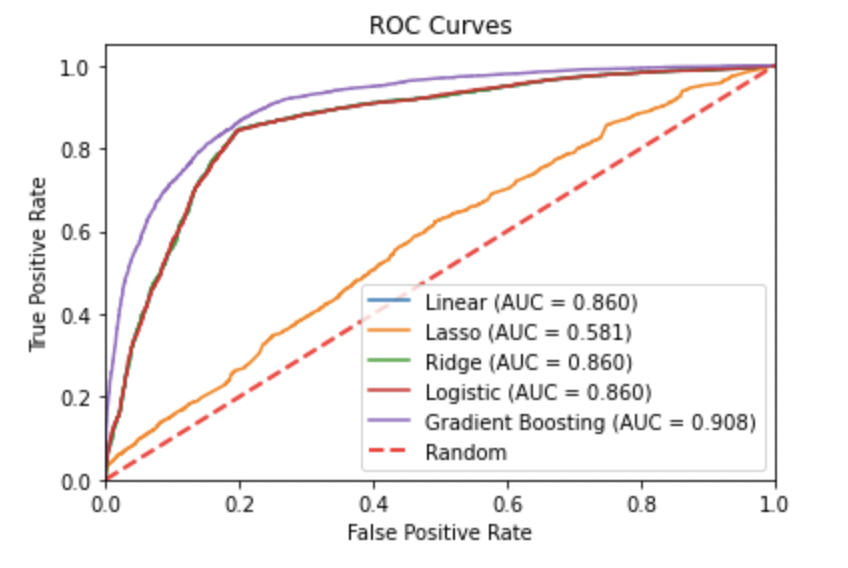 ROC Curves
1.0
0.8
0.6
0.4
0.2
0.0
True Positive Rate
Linear (AUC = 0.860)
Lasso (AUC = 0.581)
Ridge (AUC = 0.860)
Logistic (AUC = 0.860)
Gradient Boosting (AUC = 0.908)
Random
0.0 0.2 0.4 0.6 0.8 1.0
False Positive Rate